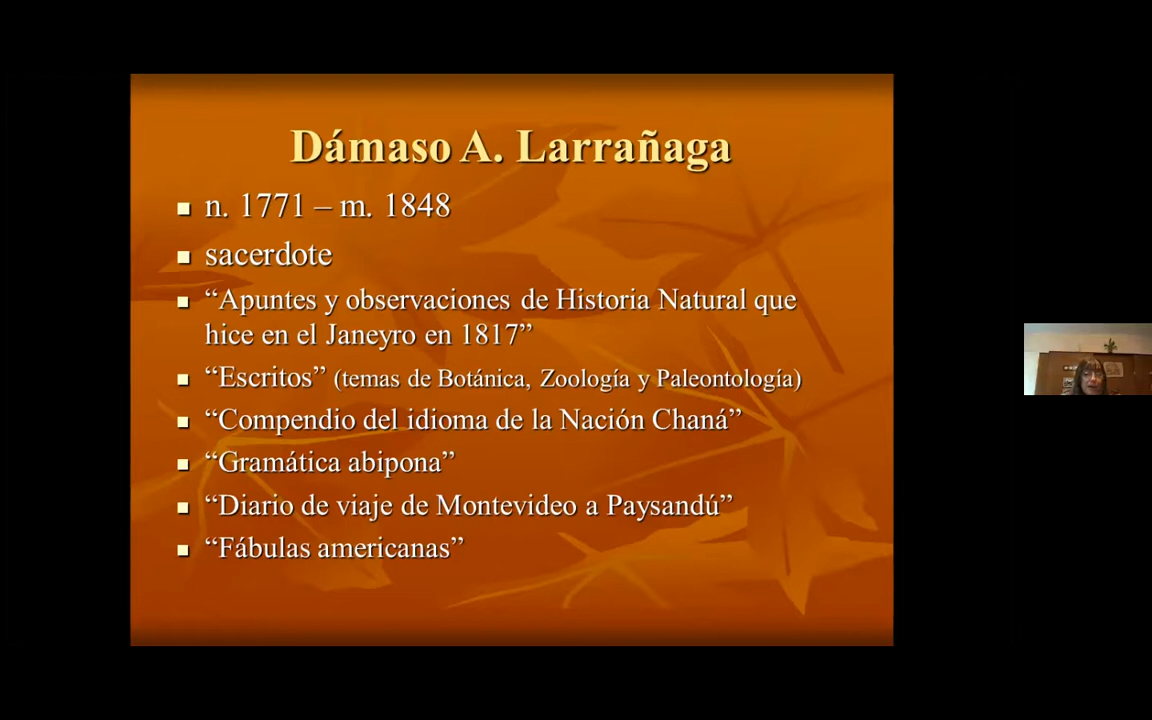 Dámaso A. Larrañaga
n. 1771 – m. 1848
sacerdote
“Apuntes y observaciones de Historia Natural que
hice en el Janeyro en 1817”
“Escritos” (temas de Botánica, Zoología y Paleontología)
“Compendio del idioma de la Nación Chaná”
“Gramática abipona”
“Diario de viaje de Montevideo a Paysandú”
“Fábulas americanas”